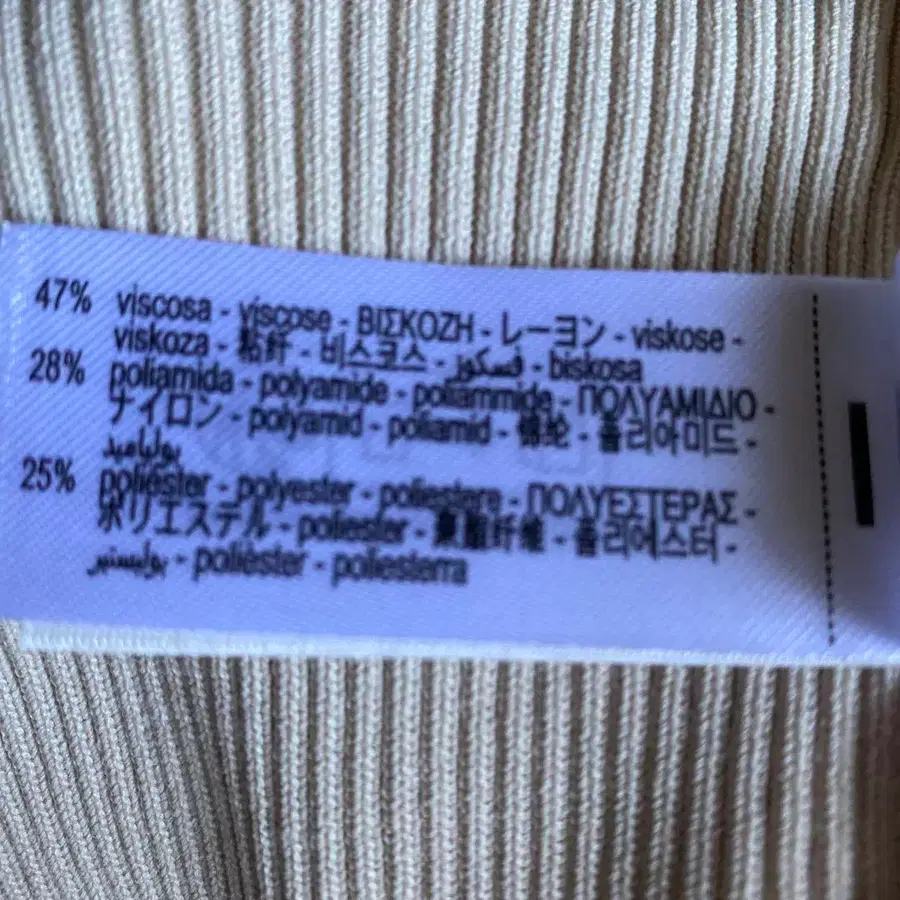 47% viscosa - viscose - ΒΙΣΚΟΖΗ - レーヨン - viskose -
viskoza - 粘纤 - 비스코스 - فسكوز - biskosa
28% poliamida - polyamide - poliammide - ΠΟΛΥΑΜΙΔΙΟ -
ナイロン - polyamid - poliamid - 锦纶 - 폴리아미드 -
بولياميد
25% poliéster - polyester - poliestere - ΠΟΛΥΕΣΤΕΡΑΣ -
ポリエステル - poliester - 聚酯纤维 - 폴리에스터 -
بوليستير - polièster - poliesterra